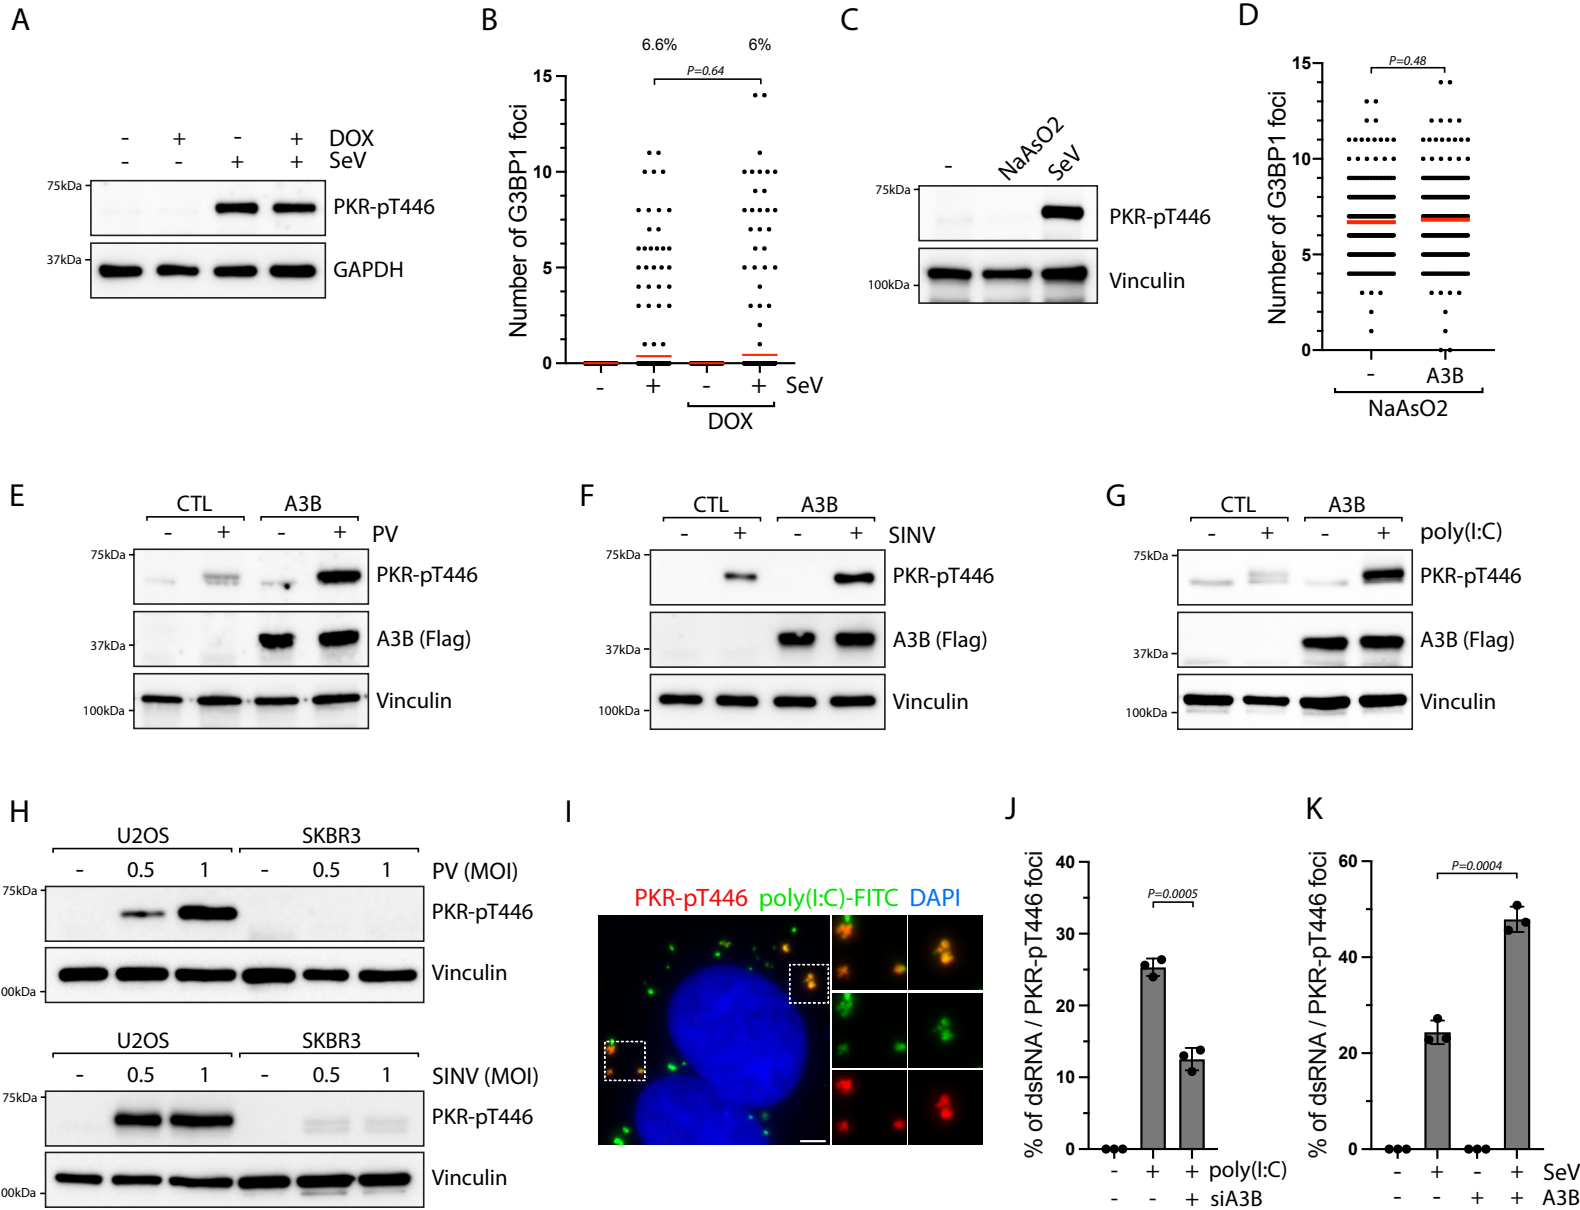 A
- + - + DOX
- - + + SeV
75kDa
PKR-pT446
37kDa
GAPDH
B
6.6% 6%
P=0.64
15
10
5
0
Number of G3BP1 foci
- + - + SeV
DOX
C
- NaAsO2 SeV
75kDa
PKR-pT446
100kDa
Vinculin
D
P=0.48
15
10
5
0
Number of G3BP1 foci
- A3B
NaAsO2
E
CTL A3B
- + - + PV
75kDa
PKR-pT446
37kDa
A3B (Flag)
100kDa
Vinculin
F
CTL A3B
- + - + SINV
75kDa
PKR-pT446
37kDa
A3B (Flag)
100kDa
Vinculin
G
CTL A3B
- + - + poly(I:C)
75kDa
PKR-pT446
37kDa
A3B (Flag)
100kDa
Vinculin
H
U2OS SKBR3
- 0.5 1 - 0.5 1 PV (MOI)
75kDa
PKR-pT446
00kDa
Vinculin
U2OS SKBR3
- 0.5 1 - 0.5 1 SINV (MOI)
75kDa
PKR-pT446
00kDa
Vinculin
I
PKR-pT446 poly(I:C)-FITC DAPI
J
% of dsRNA / PKR-pT446 foci
40
30
20
10
0
P=0.0005
- + + poly(I:C)
- - + siA3B
K
% of dsRNA / PKR-pT446 foci
60
40
20
0
P=0.0004
- + - + SeV
- - + + A3B